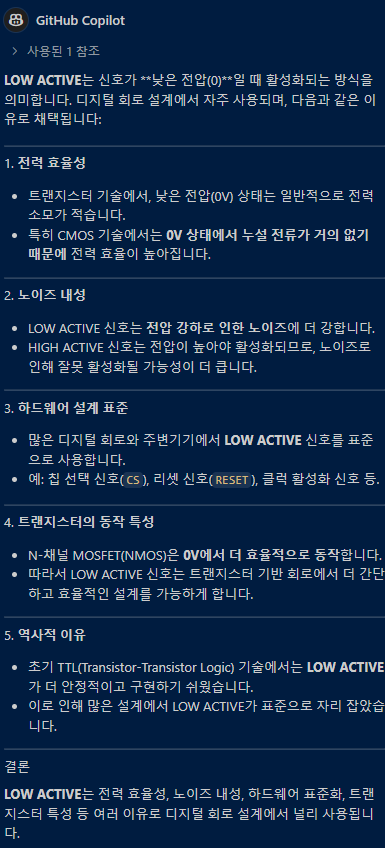 GitHub Copilot
사용된 1 참조
LOW ACTIVE는 신호가 **낮은 전압(0)**일 때 활성화되는 방식을
의미합니다. 디지털 회로 설계에서 자주 사용되며, 다음과 같은 이
유로 채택됩니다:
1. 전력 효율성
• 트랜지스터 기술에서, 낮은 전압(0V) 상태는 일반적으로 전력
소모가 적습니다.
• 특히 CMOS 기술에서는 0V 상태에서 누설 전류가 거의 없기
때문에 전력 효율이 높아집니다.
2. 노이즈 내성
• LOW ACTIVE 신호는 전압 강하로 인한 노이즈에 더 강합니다.
• HIGH ACTIVE 신호는 전압이 높아야 활성화되므로, 노이즈로
인해 잘못 활성화될 가능성이 더 큽니다.
3. 하드웨어 설계 표준
• 많은 디지털 회로와 주변기기에서 LOW ACTIVE 신호를 표준
으로 사용합니다.
• 예: 칩 선택 신호(CS), 리셋 신호(RESET), 클럭 활성화 신호 등.
4. 트랜지스터의 동작 특성
• N-채널 MOSFET(NMOS)은 0V에서 더 효율적으로 동작합니다.
• 따라서 LOW ACTIVE 신호는 트랜지스터 기반 회로에서 더 간단
하고 효율적인 설계를 가능하게 합니다.
5. 역사적 이유
• 초기 TTL(Transistor-Transistor Logic) 기술에서는 LOW ACTIVE
가 더 안정적이고 구현하기 쉬웠습니다.
• 이로 인해 많은 설계에서 LOW ACTIVE가 표준으로 자리 잡았습
니다.
결론
LOW ACTIVE는 전력 효율성, 노이즈 내성, 하드웨어 표준화, 트랜
지스터 특성 등 여러 이유로 디지털 회로 설계에서 널리 사용됩니
다.